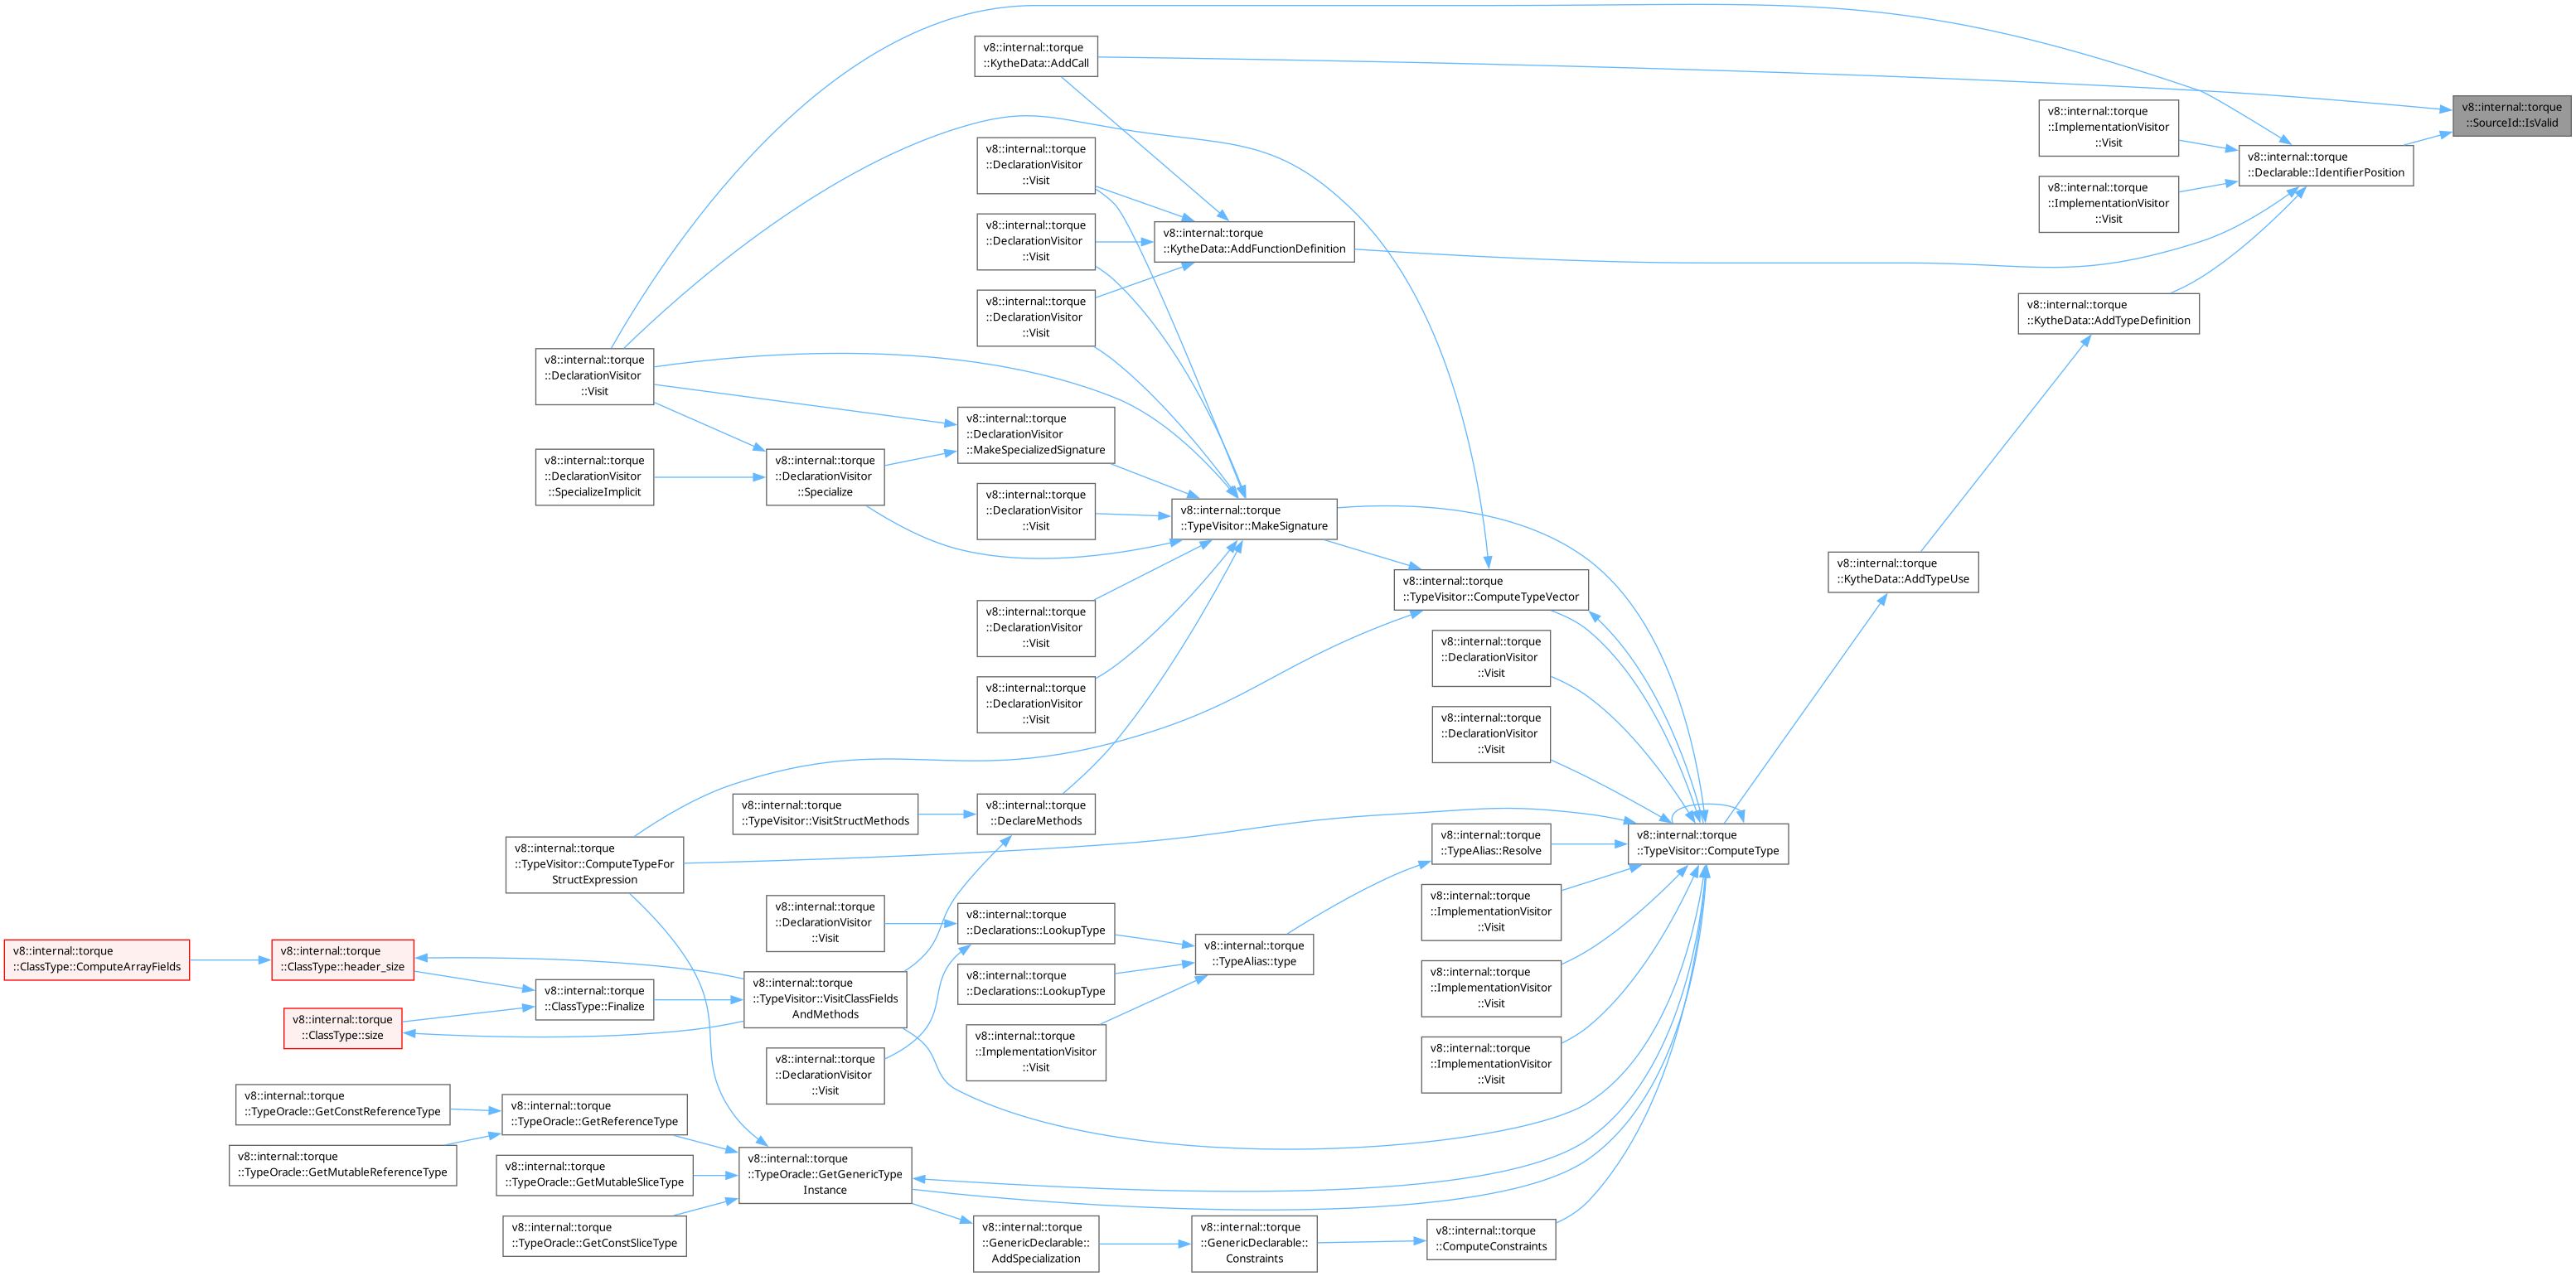 v8::internal::torque
::KytheData::AddCall
v8::internal::torque
::SourceId::IsValid
v8::internal::torque
::ImplementationVisitor
::Visit
v8::internal::torque
::Declarable::IdentifierPosition
v8::internal::torque
::ImplementationVisitor
::Visit
v8::internal::torque
::DeclarationVisitor
::Visit
v8::internal::torque
::DeclarationVisitor
::Visit
v8::internal::torque
::KytheData::AddFunctionDefinition
v8::internal::torque
::DeclarationVisitor
::Visit
v8::internal::torque
::KytheData::AddTypeDefinition
v8::internal::torque
::DeclarationVisitor
::Visit
v8::internal::torque
::DeclarationVisitor
::MakeSpecializedSignature
v8::internal::torque
::DeclarationVisitor
::SpecializeImplicit
v8::internal::torque
::DeclarationVisitor
::Specialize
v8::internal::torque
::DeclarationVisitor
::Visit
v8::internal::torque
::TypeVisitor::MakeSignature
v8::internal::torque
::KytheData::AddTypeUse
v8::internal::torque
::TypeVisitor::ComputeTypeVector
v8::internal::torque
::DeclarationVisitor
::Visit
v8::internal::torque
::DeclarationVisitor
::Visit
v8::internal::torque
::DeclarationVisitor
::Visit
v8::internal::torque
::DeclarationVisitor
::Visit
v8::internal::torque
::TypeVisitor::VisitStructMethods
v8::internal::torque
::DeclareMethods
v8::internal::torque
::TypeAlias::Resolve
v8::internal::torque
::TypeVisitor::ComputeType
v8::internal::torque
::TypeVisitor::ComputeTypeFor
StructExpression
v8::internal::torque
::DeclarationVisitor
::Visit
v8::internal::torque
::Declarations::LookupType
v8::internal::torque
::ImplementationVisitor
::Visit
v8::internal::torque
::ClassType::ComputeArrayFields
v8::internal::torque
::ClassType::header_size
v8::internal::torque
::TypeAlias::type
v8::internal::torque
::Declarations::LookupType
v8::internal::torque
::ImplementationVisitor
::Visit
v8::internal::torque
::ClassType::Finalize
v8::internal::torque
::TypeVisitor::VisitClassFields
AndMethods
v8::internal::torque
::ClassType::size
v8::internal::torque
::ImplementationVisitor
::Visit
v8::internal::torque
::ImplementationVisitor
::Visit
v8::internal::torque
::DeclarationVisitor
::Visit
v8::internal::torque
::TypeOracle::GetConstReferenceType
v8::internal::torque
::TypeOracle::GetReferenceType
v8::internal::torque
::TypeOracle::GetMutableReferenceType
v8::internal::torque
::TypeOracle::GetMutableSliceType
v8::internal::torque
::TypeOracle::GetGenericType
Instance
v8::internal::torque
::TypeOracle::GetConstSliceType
v8::internal::torque
::GenericDeclarable::
AddSpecialization
v8::internal::torque
::GenericDeclarable::
Constraints
v8::internal::torque
::ComputeConstraints